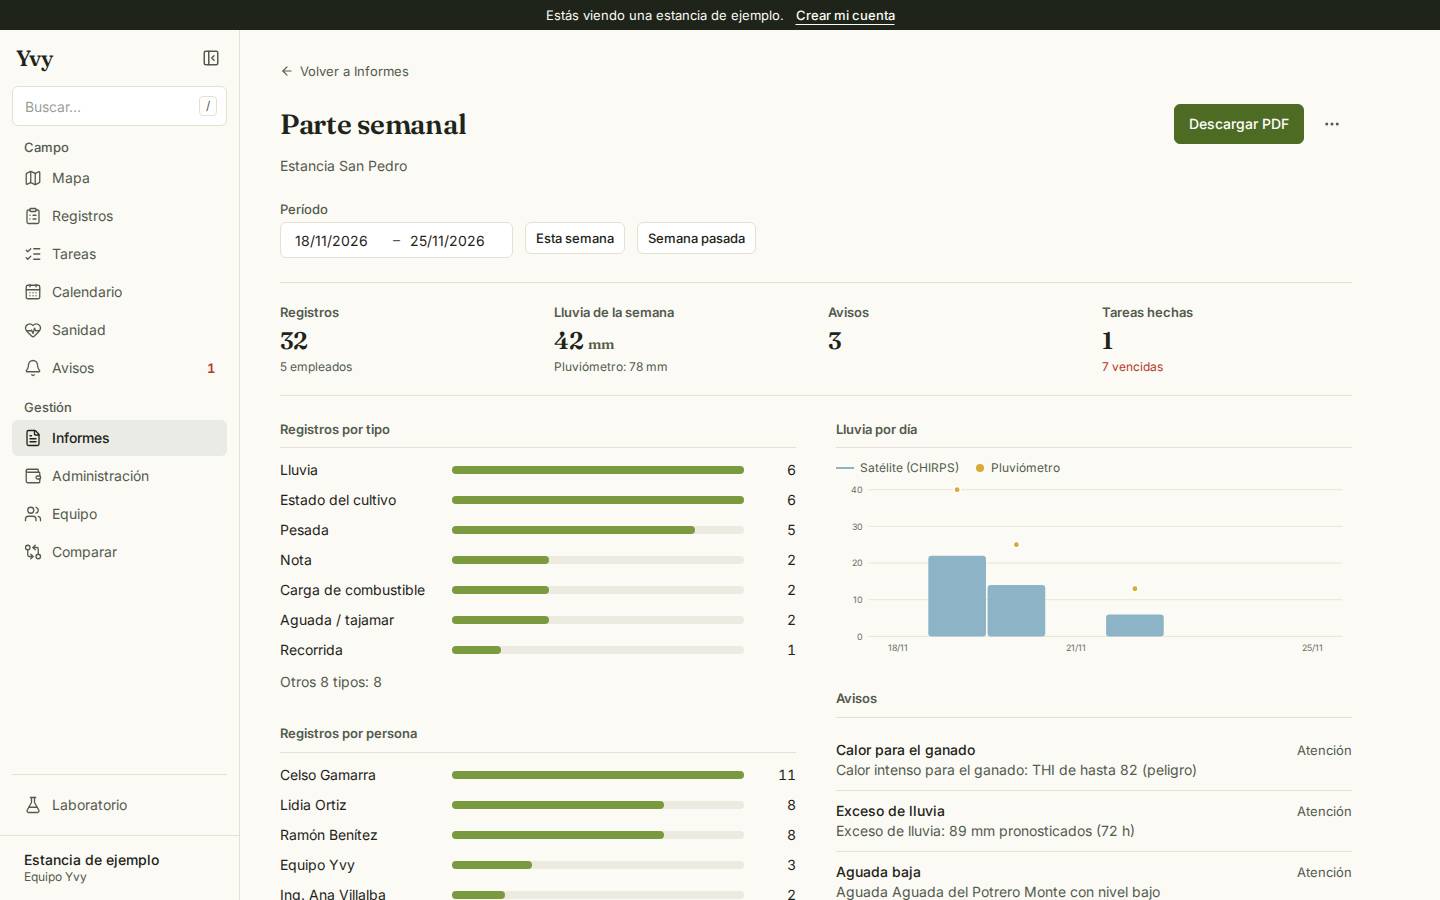 Estás viendo una estancia de ejemplo. Crear mi cuenta
Yvy
Buscar...
/
Campo
Mapa
Registros
Tareas
Calendario
Sanidad
Avisos 1
Gestión
Informes
Administración
Equipo
Comparar
Laboratorio
Estancia de ejemplo
Equipo Yvy
Volver a Informes
Parte semanal
Descargar PDF
Estancia San Pedro
Período
18/11/2026 – 25/11/2026
Esta semana
Semana pasada
Registros
32
5 empleados
Lluvia de la semana
42 mm
Pluviómetro: 78 mm
Avisos
3
Tareas hechas
1
7 vencidas
Registros por tipo
Lluvia 6
Estado del cultivo 6
Pesada 5
Nota 2
Carga de combustible 2
Aguada / tajamar 2
Recorrida 1
Otros 8 tipos: 8
Registros por persona
Celso Gamarra 11
Lidia Ortiz 8
Ramón Benítez 8
Equipo Yvy 3
Ing. Ana Villalba 2
Lluvia por día
Satélite (CHIRPS) Pluviómetro
40
30
20
10
0
18/11 21/11 25/11
Avisos
Calor para el ganado Atención
Calor intenso para el ganado: THI de hasta 82 (peligro)
Exceso de lluvia Atención
Exceso de lluvia: 89 mm pronosticados (72 h)
Aguada baja Atención
Aguada Aguada del Potrero Monte con nivel bajo